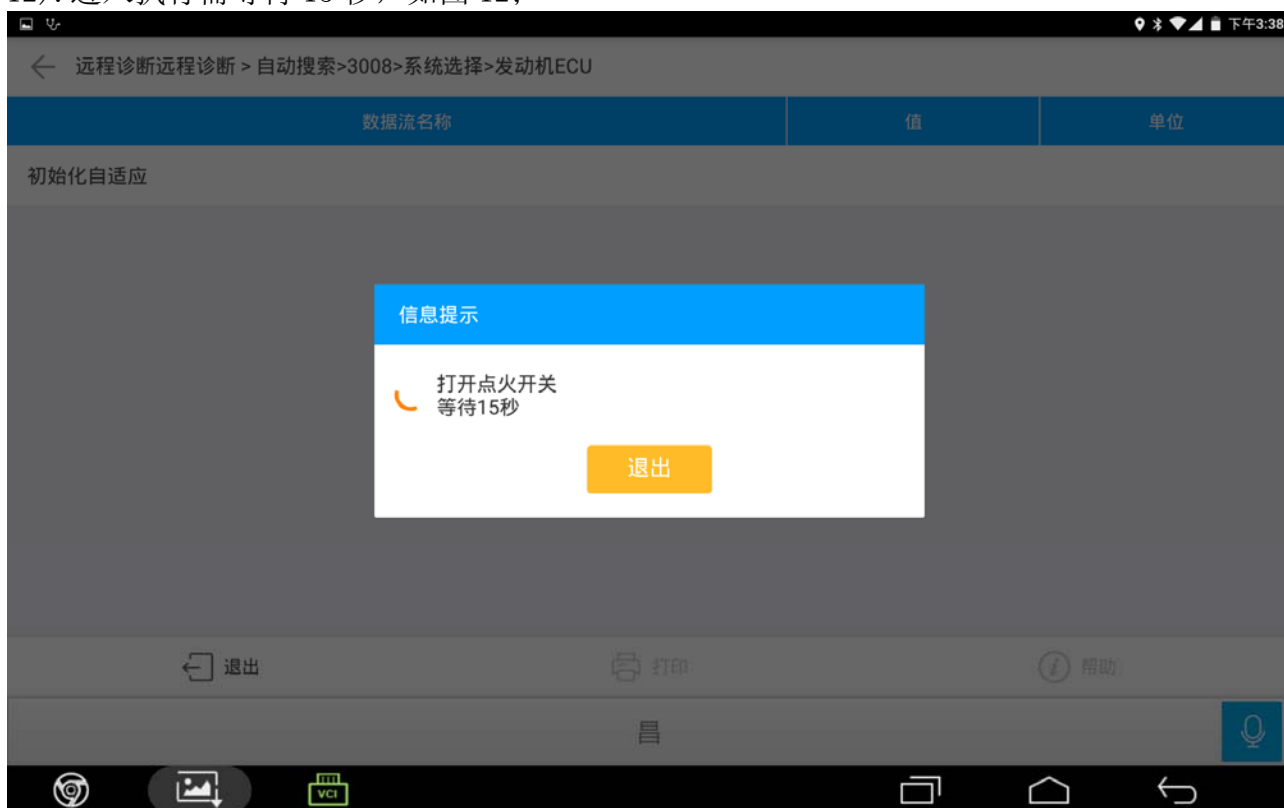 下午3:38
远程诊断远程诊断 > 自动搜索>3008>系统选择>发动机ECU
数据流名称 值 单位
初始化自适应
信息提示
打开点火开关
等待15秒
退出
退出 打印 帮助
昌
VCI